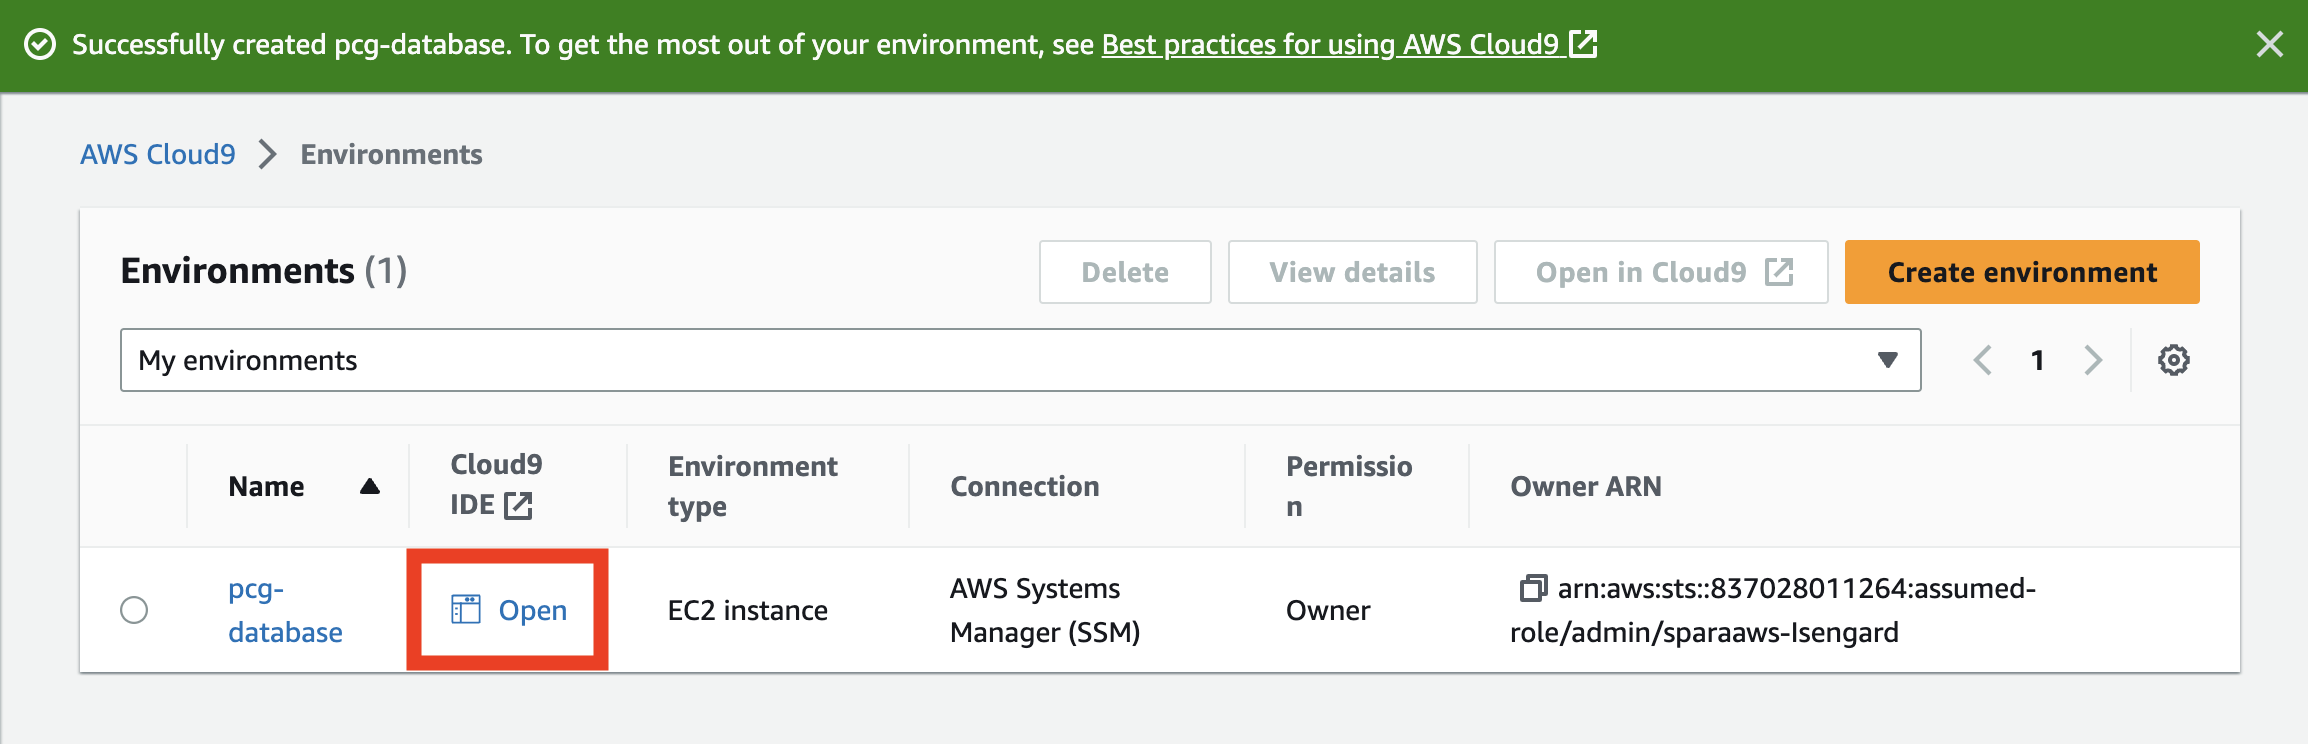 Successfully created pcg-database. To get the most out of your environment, see Best practices for using AWS Cloud9
AWS Cloud9 Environments
Environments (1)
Delete
View details
Open in Cloud9
Create environment
My environments
1
Name
Cloud9
IDE
Environment
type
Connection
Permissio
n
Owner ARN
pcg-
database
Open
EC2 instance
AWS Systems
Manager (SSM)
Owner
arn:aws:sts::837028011264:assumed-
role/admin/sparaaws-Isengard